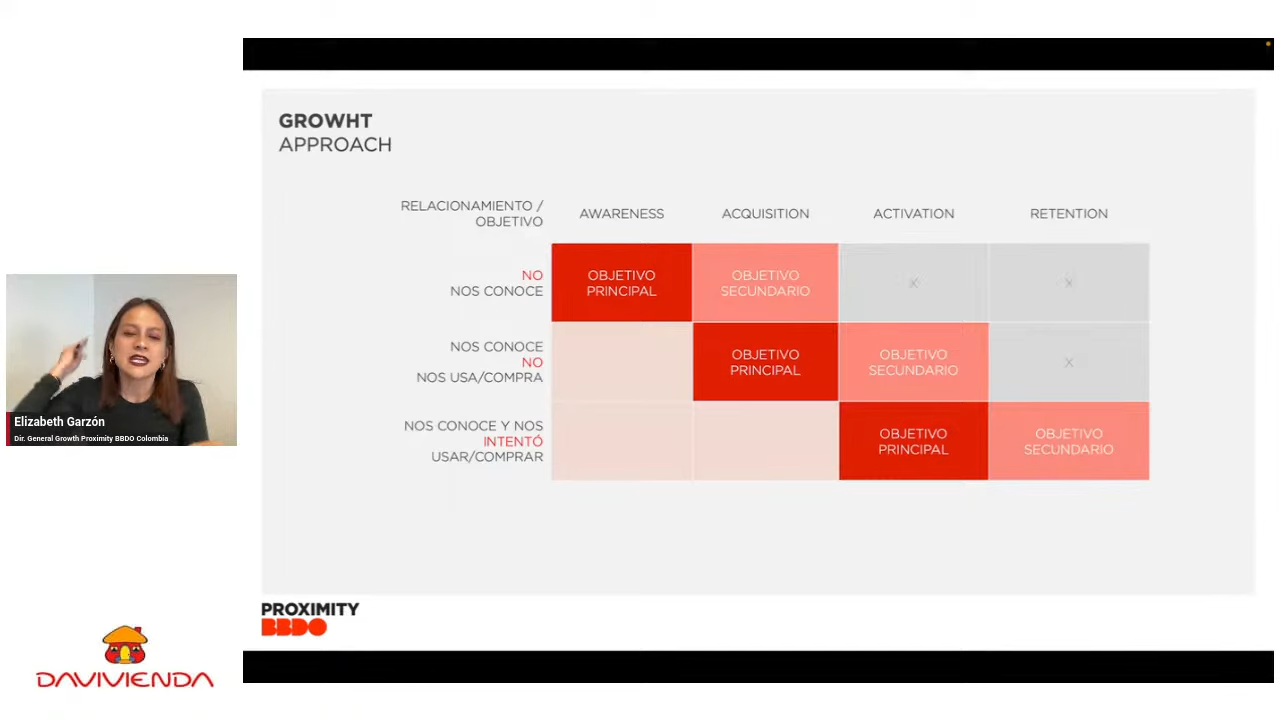 GROWHT
APPROACH
RELACIONAMIENTO /
OBJETIVO
AWARENESS
ACQUISITION
ACTIVATION
RETENTION
NO
NOS CONOCE
OBJETIVO
PRINCIPAL
OBJETIVO
SECUNDARIO
X
X
NOS CONOCE
NO
NOS USA/COMPRA
OBJETIVO
PRINCIPAL
OBJETIVO
SECUNDARIO
X
NOS CONOCE Y NOS
INTENTÓ
USAR/COMPRAR
OBJETIVO
PRINCIPAL
OBJETIVO
SECUNDARIO
Elizabeth Garzón
Dir. General Growth Proximity BBDO Colombia
PROXIMITY
BBDO
DAVIVIENDA